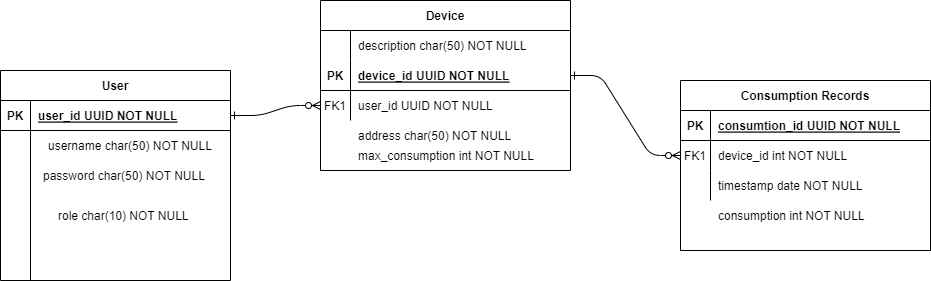 User
PK user_id UUID NOT NULL
username char(50) NOT NULL
password char(50) NOT NULL
role char(10) NOT NULL
Device
description char(50) NOT NULL
PK device_id UUID NOT NULL
FK1 user_id UUID NOT NULL
address char(50) NOT NULL
max_consumption int NOT NULL
Consumption Records
PK consumtion_id UUID NOT NULL
FK1 device_id int NOT NULL
timestamp date NOT NULL
consumption int NOT NULL